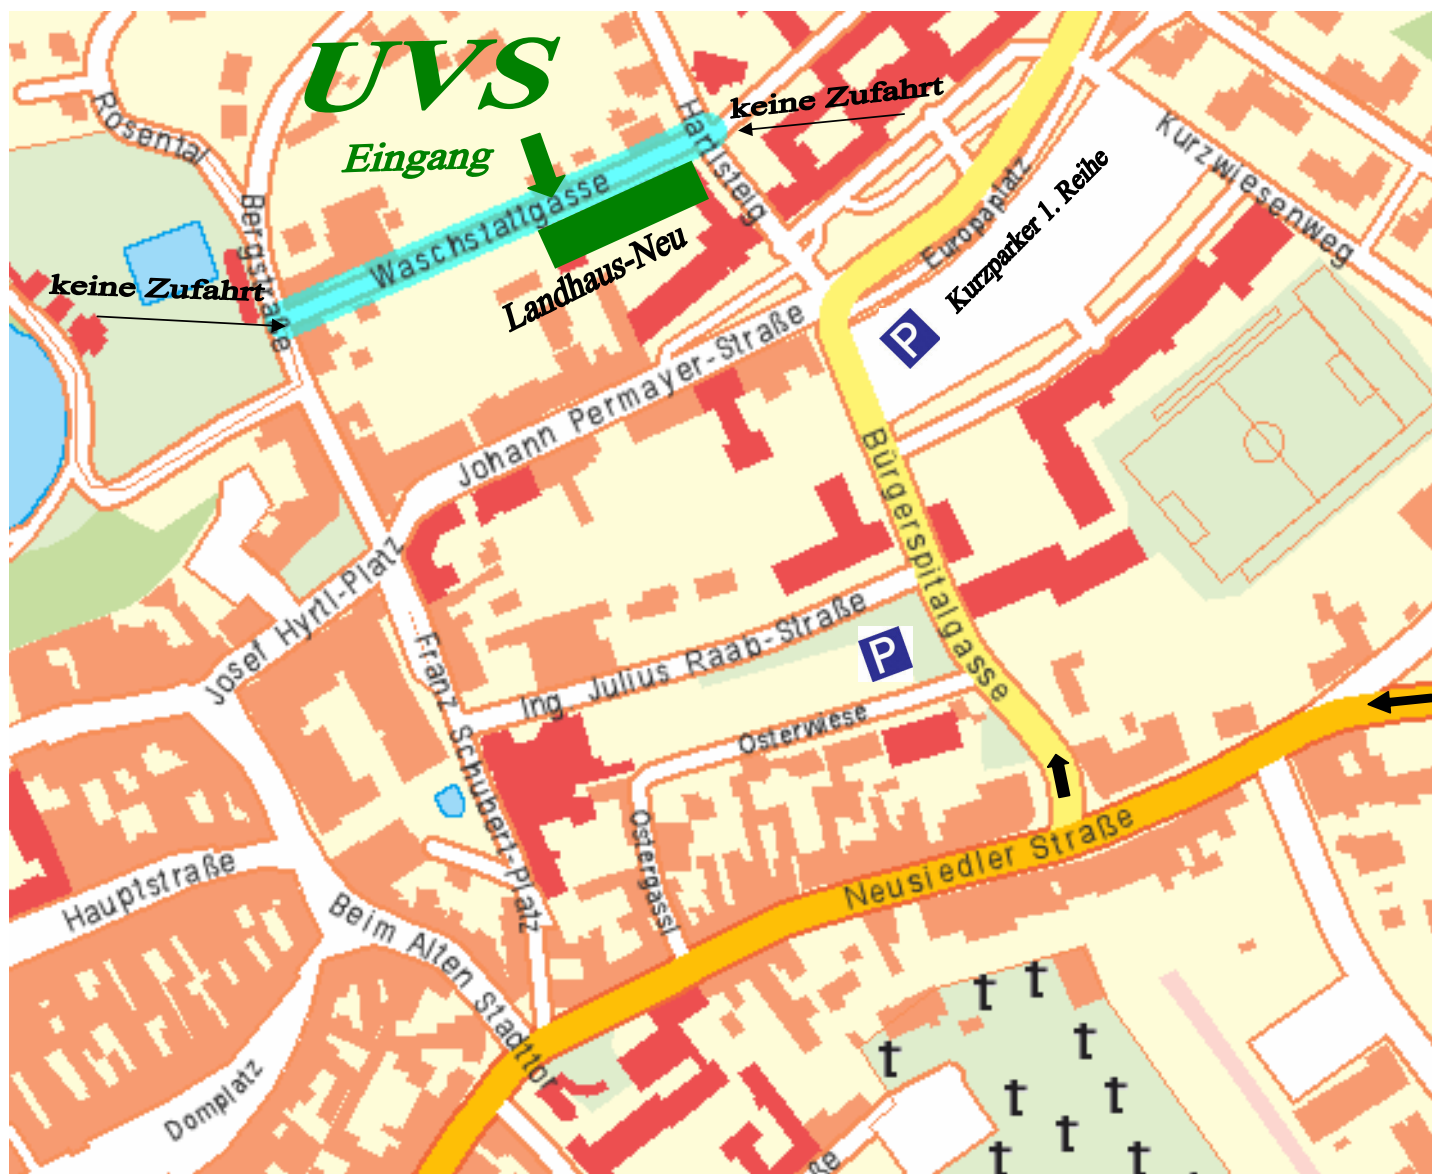 UVS
Eingang
keine Zufahrt
Rosental
Hartlsteig
Kurzwiesenweg
Bergstraße
Waschstattgasse
Europaplatz
Kurzparker 1. Reihe
keine Zufahrt
Landhaus-Neu
P
Johann Permayer-Straße
Bürgerspitalgasse
Josef Hyrtl-Platz
Franz Schubert-Platz
Ing Julius Raab-Straße
P
Osterwiese
Ostergassl
Neusiedler Straße
Hauptstraße
Beim Alten Stadttor
Domplatz
ße